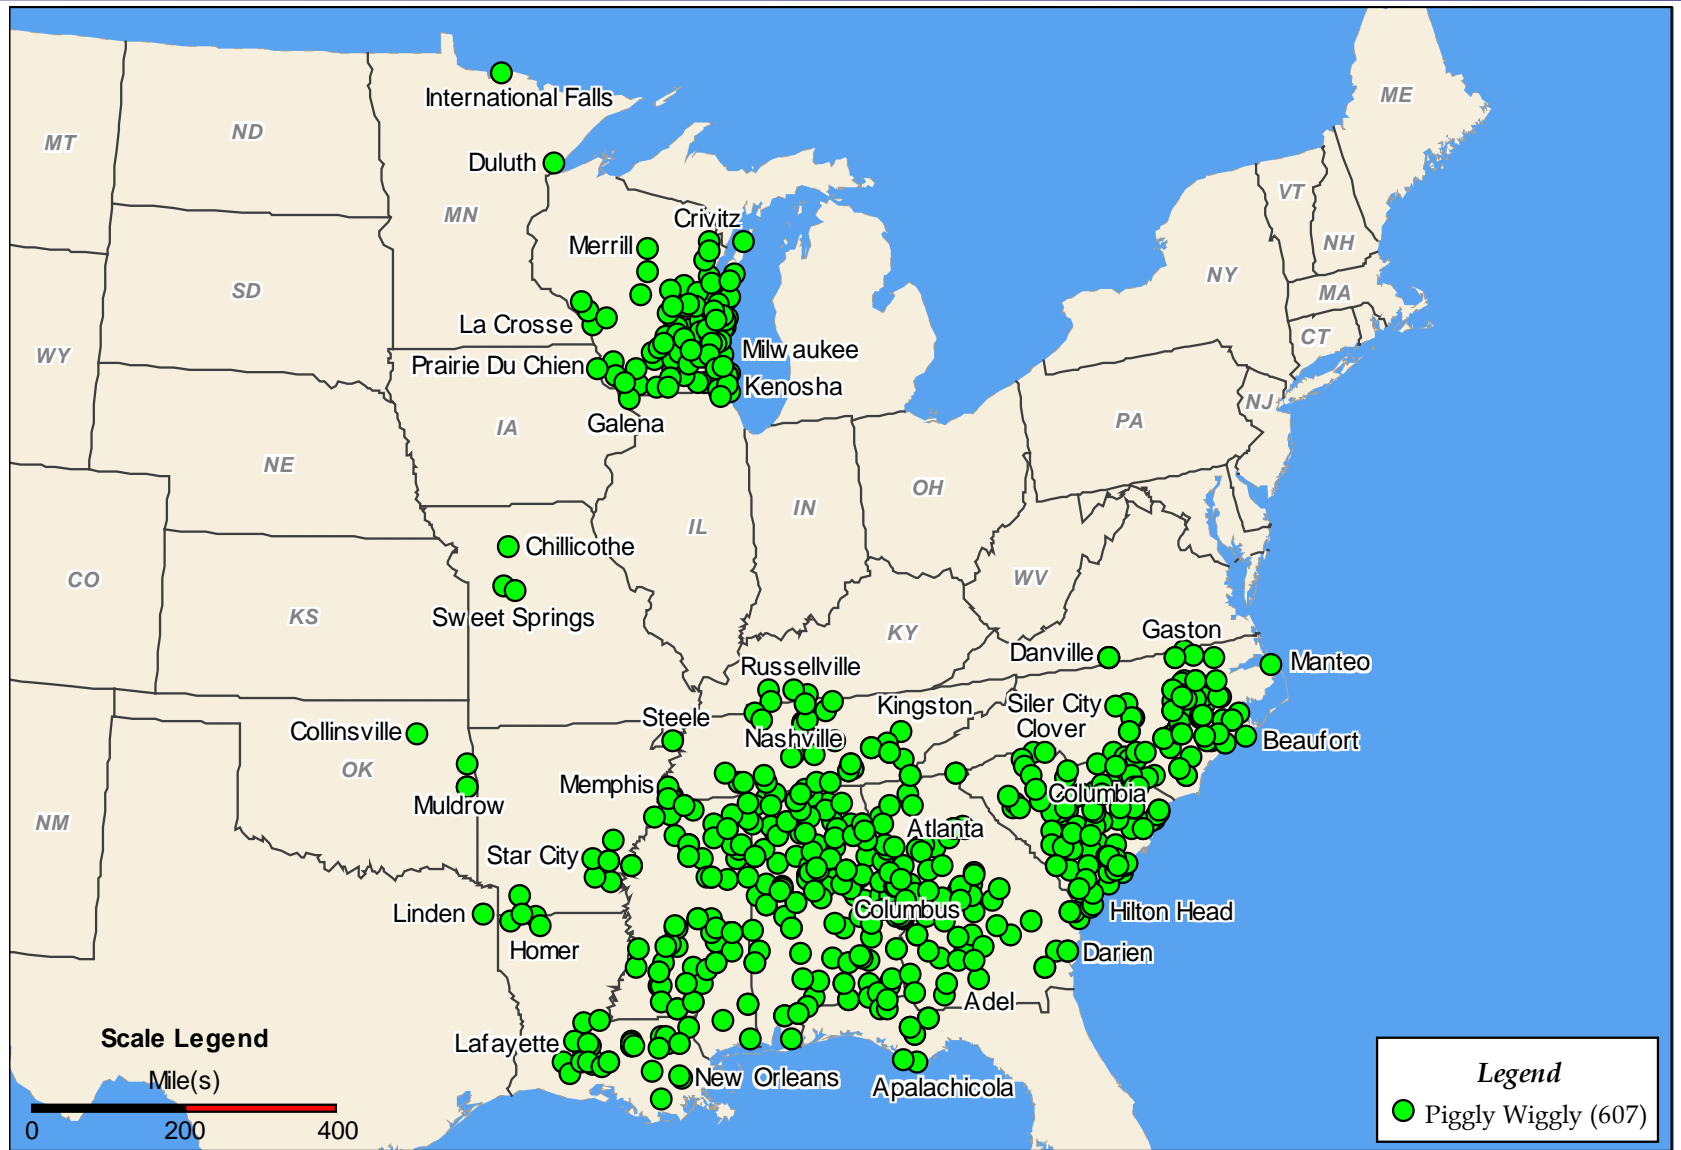 International Falls
ME
MT
ND
Duluth
VT
MN
Crivitz
NH
Merrill
NY
SD
MA
La Crosse
CT
WY
Milwaukee
Prairie Du Chien
Kenosha
NJ
Galena
IA
PA
NE
OH
IN
IL
Chillicothe
CO
WV
KS
Sweet Springs
KY
Gaston
Danville
Manteo
Russellville
Siler City
Kingston
Steele
Clover
Collinsville
Nashville
Beaufort
OK
Memphis
Muldrow
Columbia
NM
Atlanta
Star City
Linden
Columbus
Hilton Head
Homer
Darien
Adel
Scale Legend
Lafayette
Mile(s)
New Orleans
Apalachicola
0 200 400
Legend
Piggly Wiggly (607)